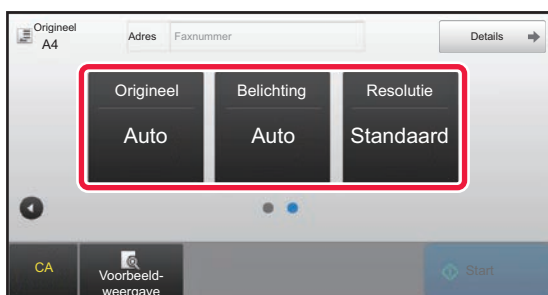 Origineel
A4
Adres
Faxnummer
Details
Origineel
Belichting
Resolutie
Auto
Auto
Standaard
CA
Voorbeeld-
weergave
Start